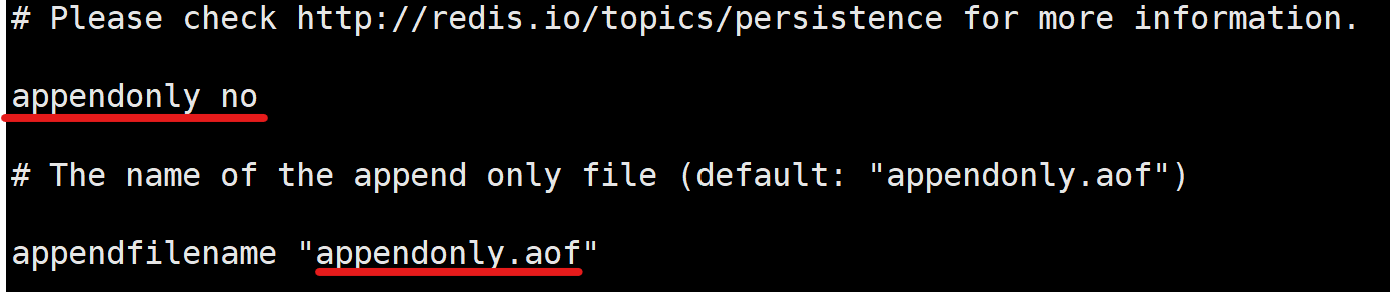 # Please check http://redis.io/topics/persistence for more information.
appendonly no
# The name of the append only file (default: "appendonly.aof")
appendfilename "appendonly.aof"